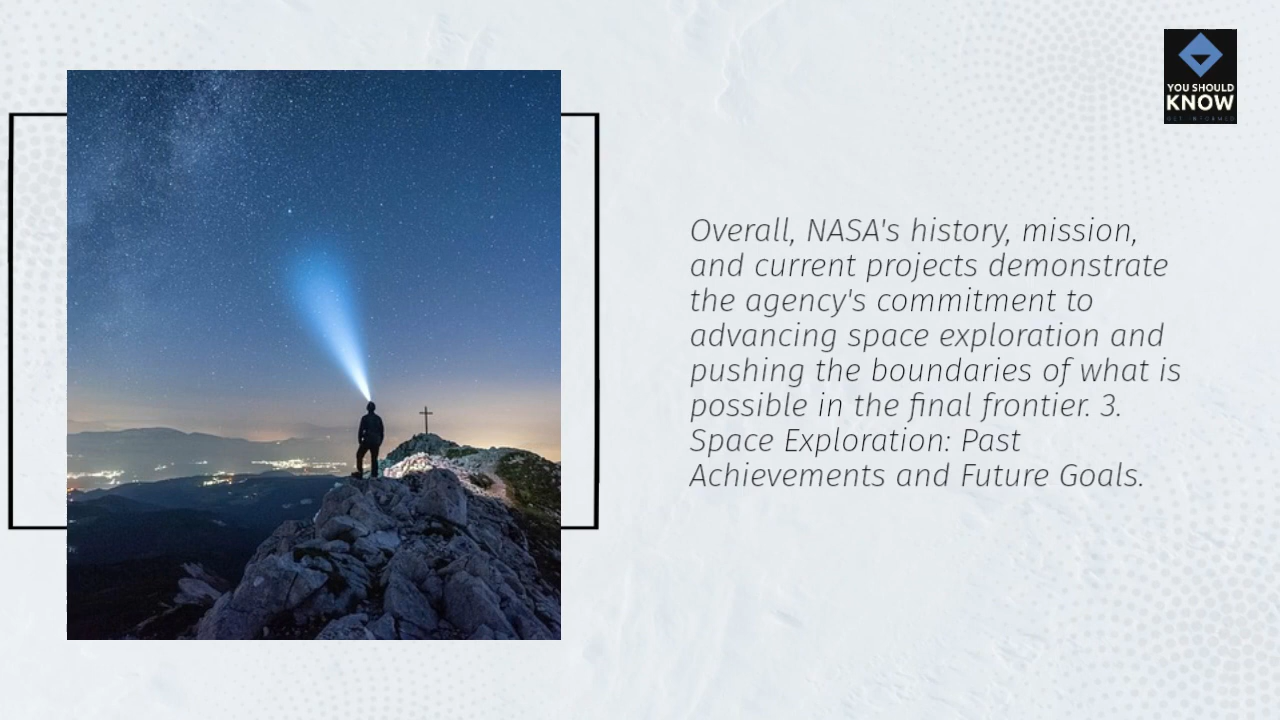 YOU SHOULD
KNOW
GET INFORMED
Overall, NASA's history, mission,
and current projects demonstrate
the agency's commitment to
advancing space exploration and
pushing the boundaries of what is
possible in the final frontier. 3.
Space Exploration: Past
Achievements and Future Goals.